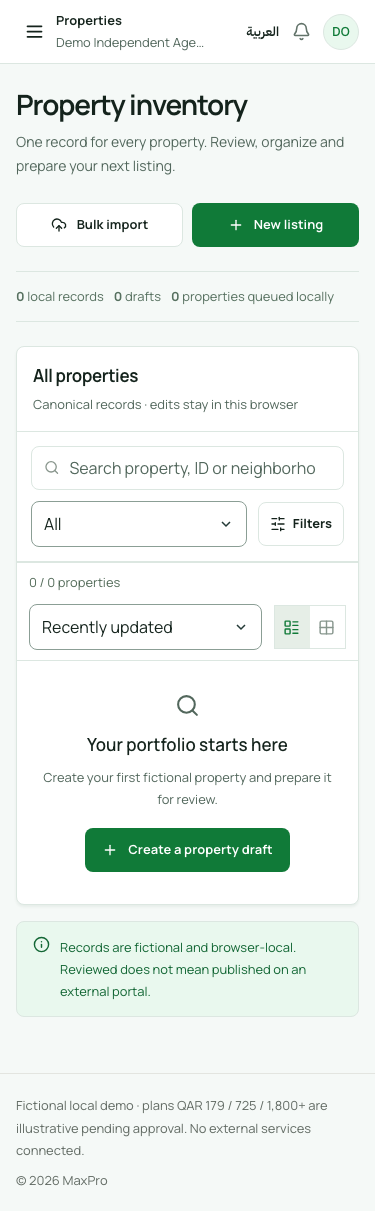 Properties
Demo Independent Age...
العربية
DO
Property inventory
One record for every property. Review, organize and
prepare your next listing.
Bulk import
New listing
0 local records 0 drafts 0 properties queued locally
All properties
Canonical records · edits stay in this browser
Search property, ID or neighborho
All
Filters
0 / 0 properties
Recently updated
Your portfolio starts here
Create your first fictional property and prepare it
for review.
Create a property draft
Records are fictional and browser-local.
Reviewed does not mean published on an
external portal.
Fictional local demo · plans QAR 179 / 725 / 1,800+ are
illustrative pending approval. No external services
connected.
© 2026 MaxPro